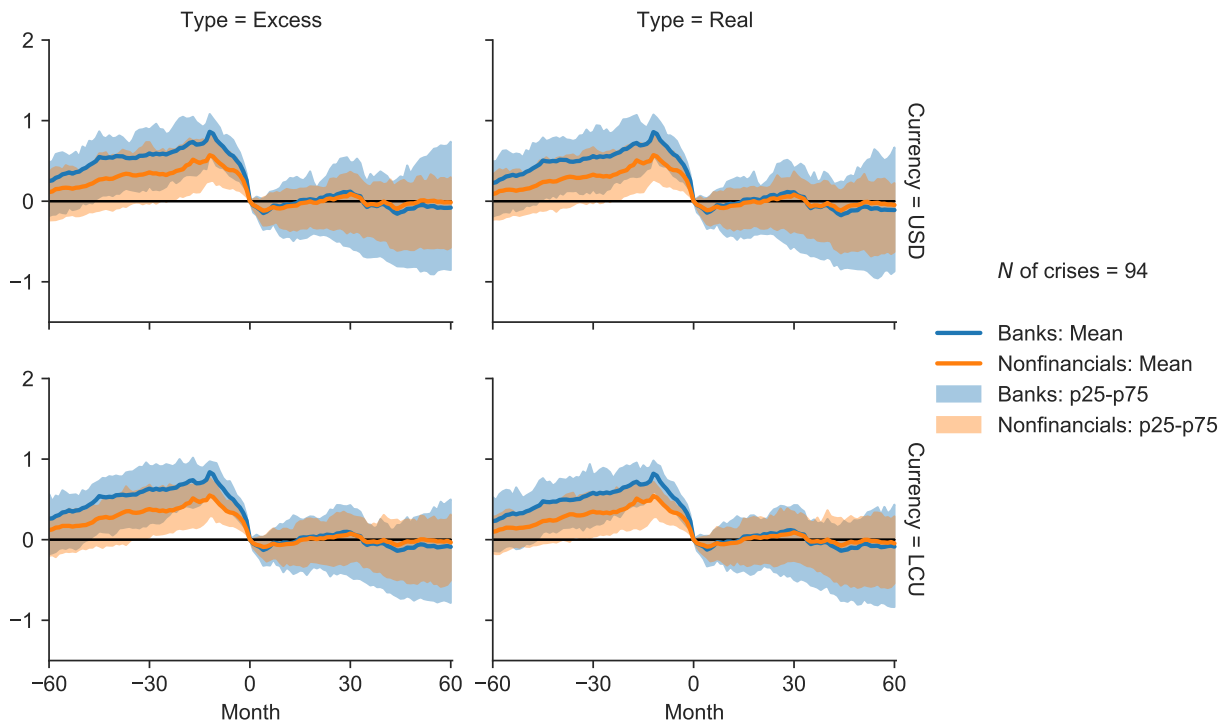 Type = Excess
Type = Real
2
1
0
−1
Currency = USD
N of crises = 94
Banks: Mean
Nonfinancials: Mean
Banks: p25-p75
Nonfinancials: p25-p75
2
1
0
−1
Currency = LCU
−60 −30 0 30 60
−60 −30 0 30 60
Month
Month